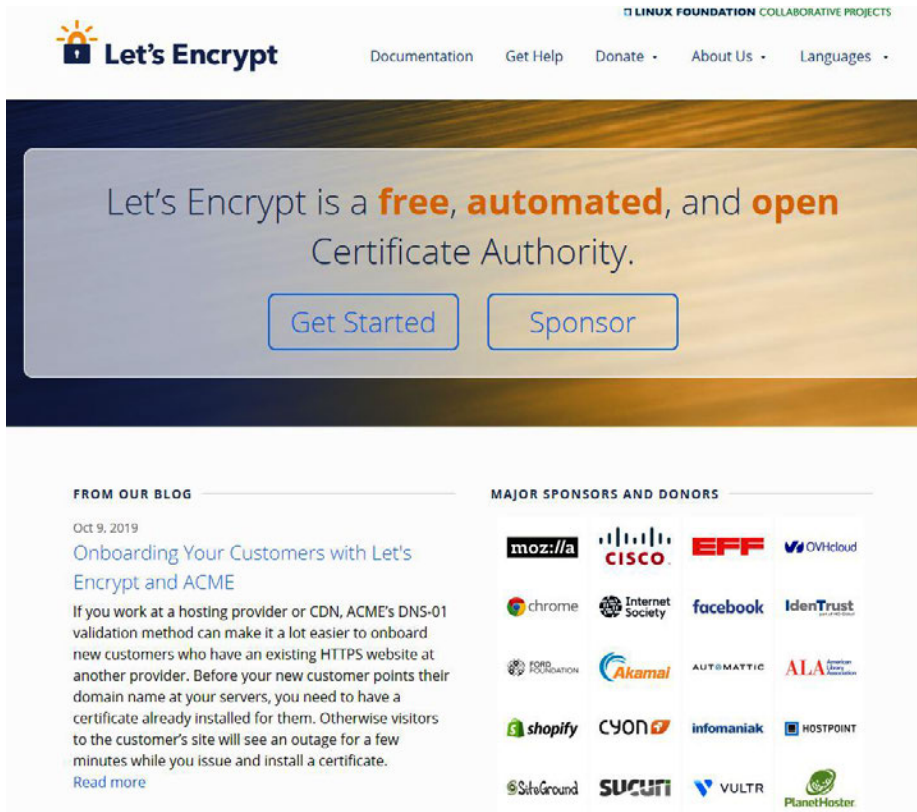 LINUX FOUNDATION COLLABORATIVE PROJECTS
Let's Encrypt
Documentation Get Help Donate About Us Languages
Let's Encrypt is a free, automated, and open
Certificate Authority.
Get Started Sponsor
FROM OUR BLOG
Oct 9, 2019
Onboarding Your Customers with Let's
Encrypt and ACME
If you work at a hosting provider or CDN, ACME's DNS-01
validation method can make it a lot easier to onboard
new customers who have an existing HTTPS website at
another provider. Before your new customer points their
domain name at your servers, you need to have a
certificate already installed for them. Otherwise visitors
to the customer's site will see an outage for a few
minutes while you issue and install a certificate.
Read more
MAJOR SPONSORS AND DONORS
moz://a CISCO EFF OVHcloud
chrome Internet Society facebook IdenTrust
FORD FOUNDATION Akamai AUTOMATTIC ALA American Library Association
shopify CYON infomaniak HOSTPOINT
SiteGround SUCURI VULTR PlanetHoster